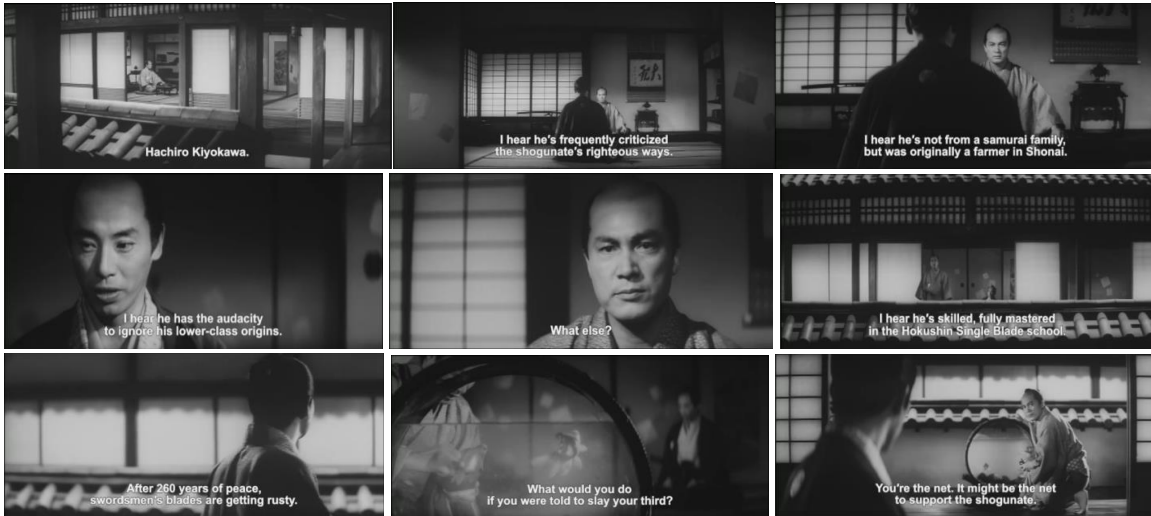 Hachiro Kiyokawa.
I hear he's frequently criticized
the shogunate's righteous ways.
I hear he's not from a samurai family,
but was originally a farmer in Shonai.
I hear he has the audacity
to ignore his lower-class origins.
What else?
I hear he's skilled, fully mastered
in the Hokushin Single Blade school.
After 260 years of peace,
swordsmen's blades are getting rusty.
What would you do
if you were told to slay your third?
You're the net. It might be the net
to support the shogunate.